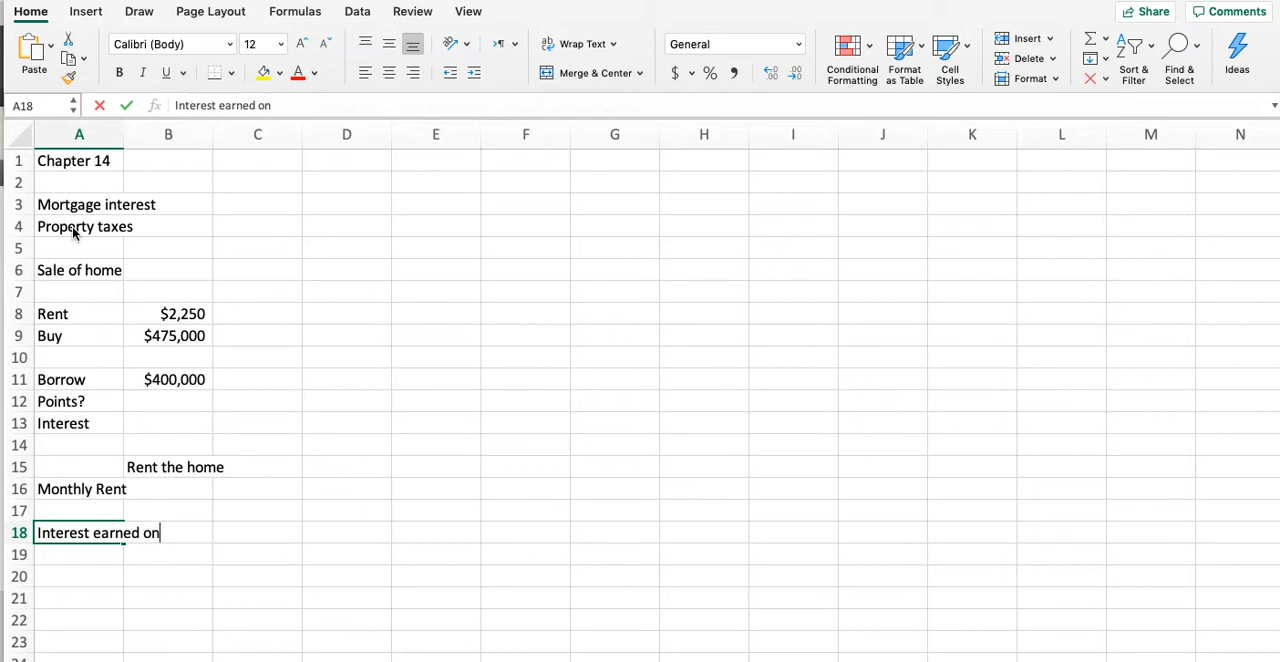 Home Insert Draw Page Layout Formulas Data Review View Share Comments
Calibri (Body) 12 A^ A˅ Wrap Text General Insert Σ
Paste B I U A Merge & Center $ % Conditional Formatting Format as Table Cell Styles Delete Format Sort & Filter Find & Select Ideas
A18 fx Interest earned on
A B C D E F G H I J K L M N
1 Chapter 14
2
3 Mortgage interest
4 Property taxes
5
6 Sale of home
7
8 Rent $2,250
9 Buy $475,000
10
11 Borrow $400,000
12 Points?
13 Interest
14
15 Rent the home
16 Monthly Rent
17
18 Interest earned on
19
20
21
22
23